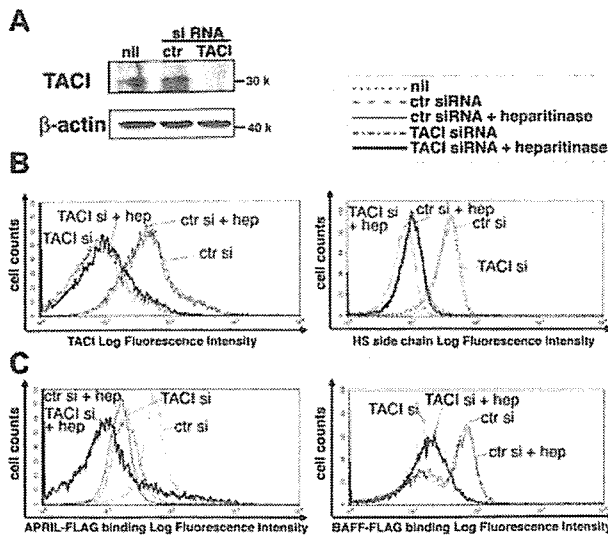 A
si RNA
nil ctr TACI
TACI
30 k
β-actin
40 k
nil
ctr siRNA
ctr siRNA + heparitinase
TACI siRNA
TACI siRNA + heparitinase
B
cell counts
TACI si + hep
TACI si
ctr si + hep
ctr si
TACI Log Fluorescence Intensity
cell counts
TACI si + hep
ctr si + hep
ctr si
TACI si
HS side chain Log Fluorescence Intensity
C
cell counts
ctr si + hep
TACI si + hep
TACI si
ctr si
APRIL-FLAG binding Log Fluorescence Intensity
cell counts
TACI si
TACI si + hep
ctr si
ctr si + hep
BAFF-FLAG binding Log Fluorescence Intensity